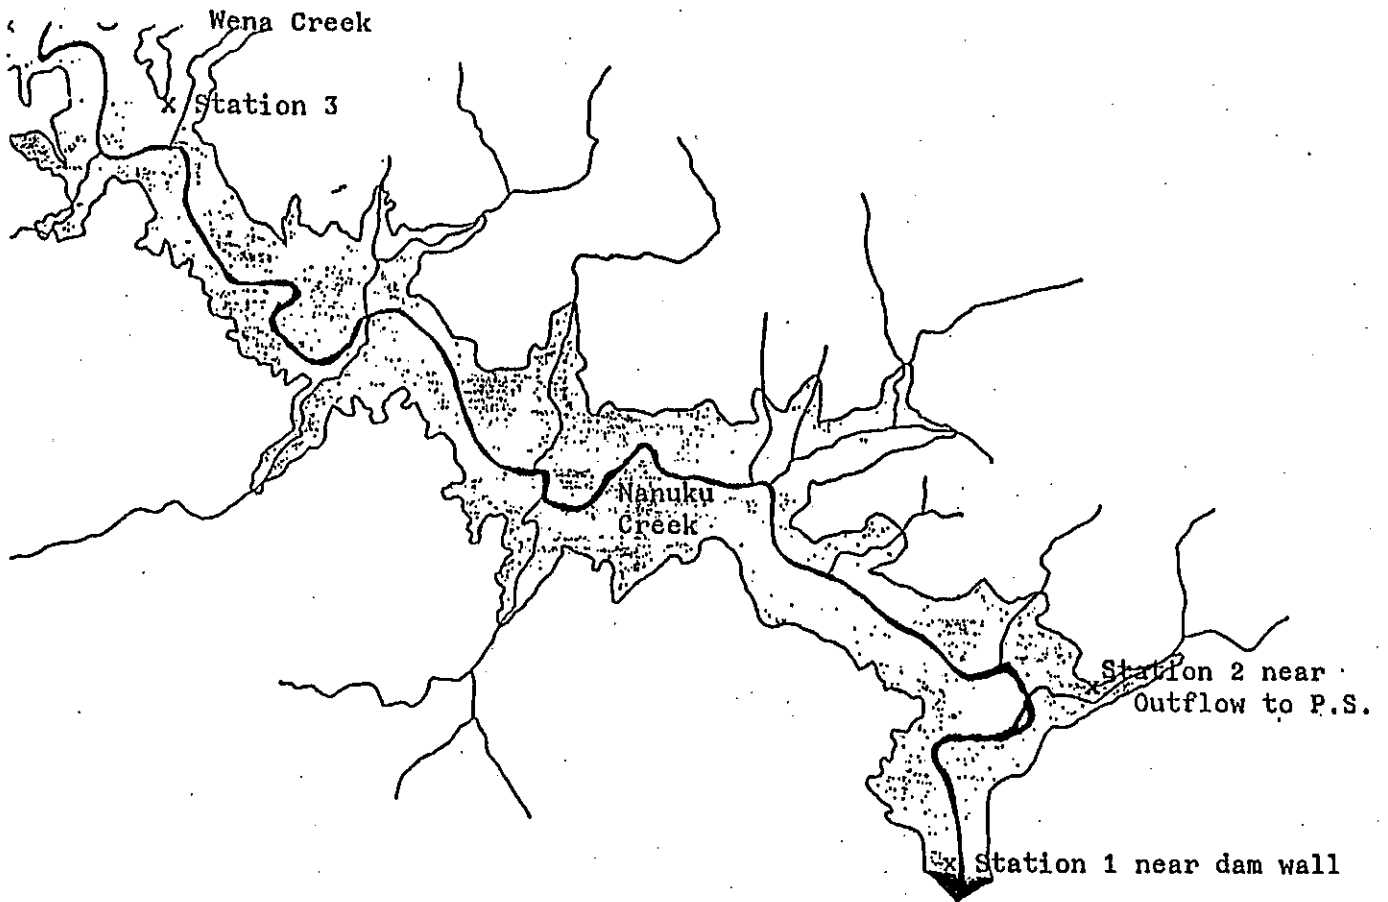 Wena Creek
x Station 3
Nanuku
Creek
x Station 2 near
Outflow to P.S.
x Station 1 near dam wall